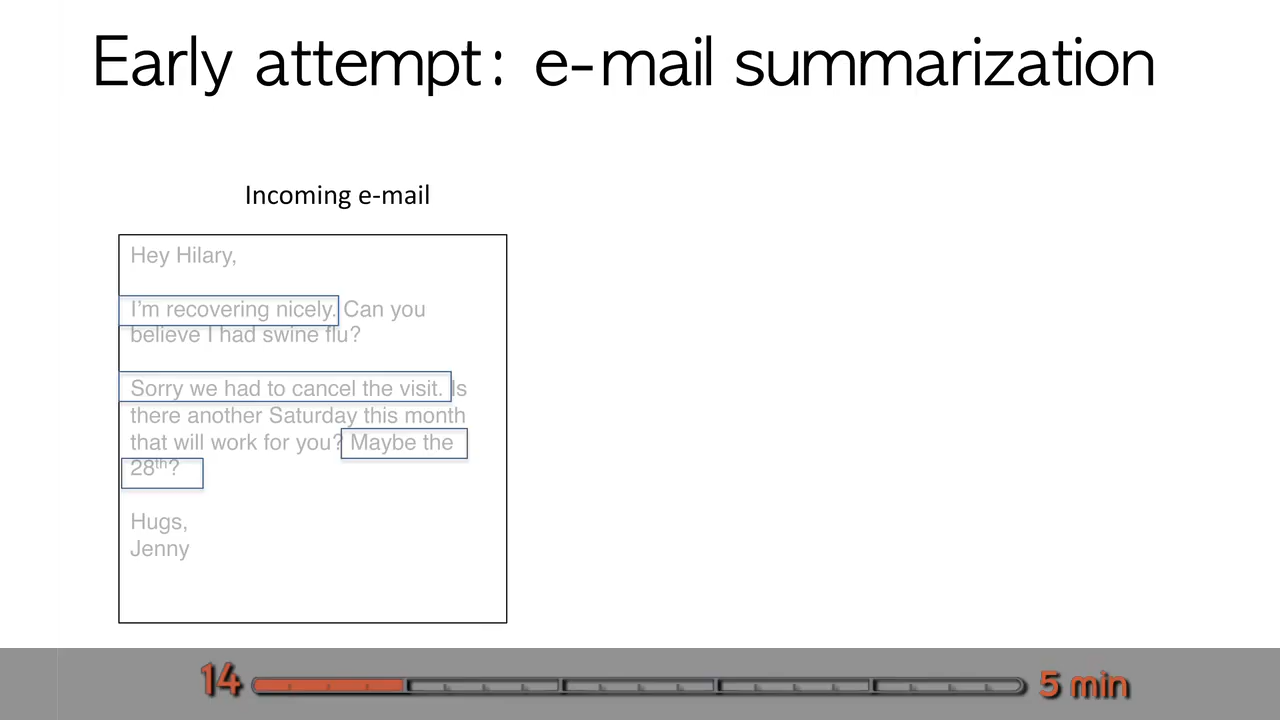 Early attempt: e-mail summarization
Incoming e-mail
Hey Hilary,
I'm recovering nicely. Can you
believe I had swine flu?
Sorry we had to cancel the visit. Is
there another Saturday this month
that will work for you? Maybe the
28th?
Hugs,
Jenny
14
5 min